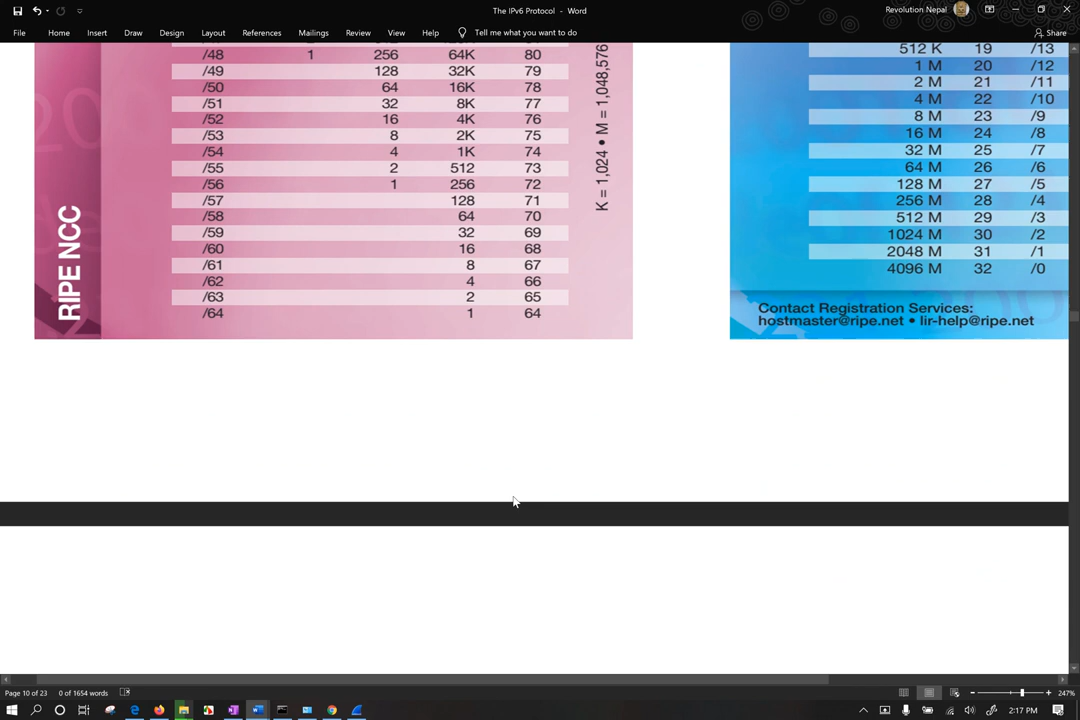 The IPv6 Protocol - Word
Revolution Nepal
File Home Insert Draw Design Layout References Mailings Review View Help Tell me what you want to do
Share
/48 1 256 64K 80
/49 128 32K 79
/50 64 16K 78
/51 32 8K 77
/52 16 4K 76
/53 8 2K 75
/54 4 1K 74
/55 2 512 73
/56 1 256 72
/57 128 71
/58 64 70
/59 32 69
/60 16 68
/61 8 67
/62 4 66
/63 2 65
/64 1 64
RIPE NCC
K = 1,024 • M = 1,048,576
512 K 19 /13
1 M 20 /12
2 M 21 /11
4 M 22 /10
8 M 23 /9
16 M 24 /8
32 M 25 /7
64 M 26 /6
128 M 27 /5
256 M 28 /4
512 M 29 /3
1024 M 30 /2
2048 M 31 /1
4096 M 32 /0
Contact Registration Services:
hostmaster@ripe.net • lir-help@ripe.net
Page 10 of 23 0 of 1654 words
247%
2:17 PM